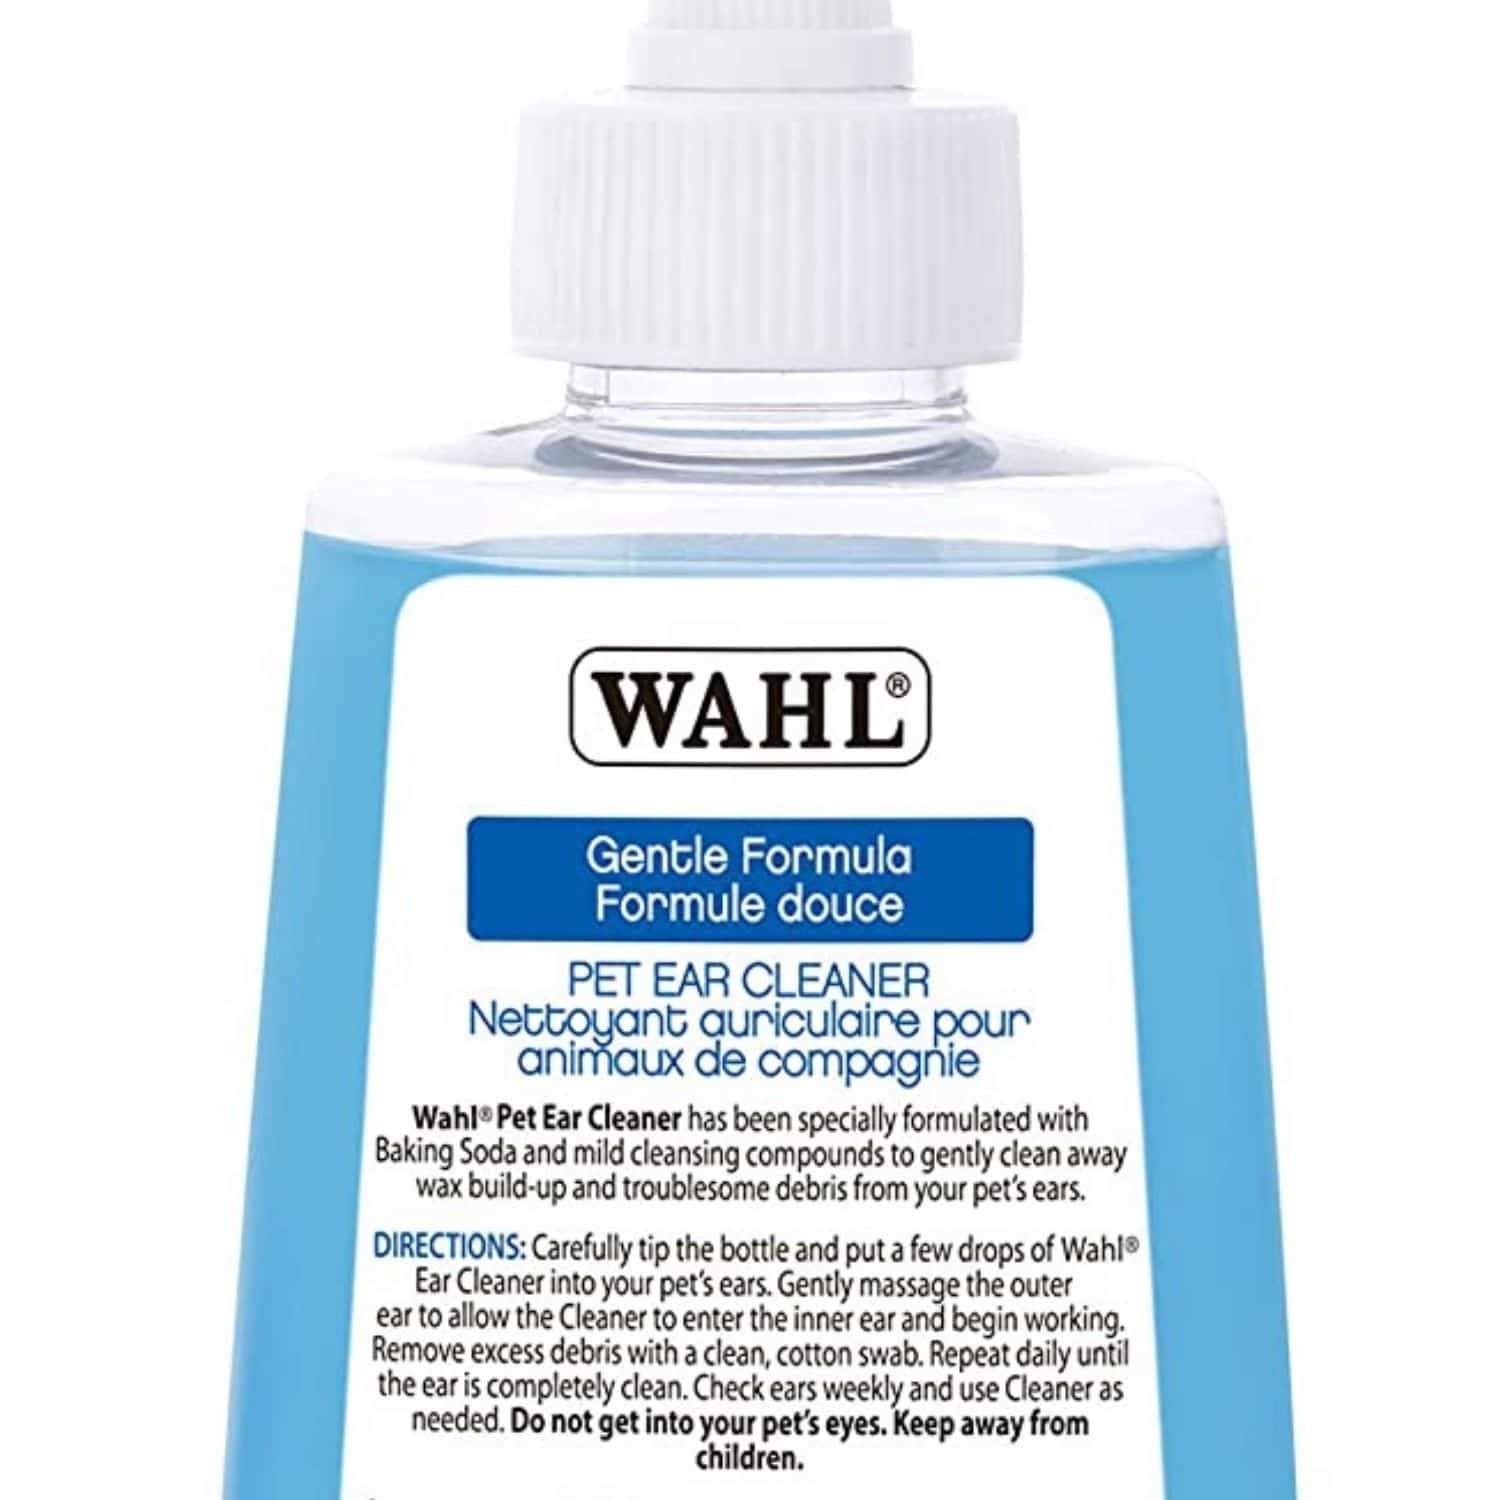 WAHL®
Gentle Formula
Formule douce
PET EAR CLEANER
Nettoyant auriculaire pour
animaux de compagnie
Wahl® Pet Ear Cleaner has been specially formulated with
Baking Soda and mild cleansing compounds to gently clean away
wax build-up and troublesome debris from your pet's ears.
DIRECTIONS: Carefully tip the bottle and put a few drops of Wahl®
Ear Cleaner into your pet's ears. Gently massage the outer
ear to allow the Cleaner to enter the inner ear and begin working.
Remove excess debris with a clean, cotton swab. Repeat daily until
the ear is completely clean. Check ears weekly and use Cleaner as
needed. Do not get into your pet's eyes. Keep away from
children.